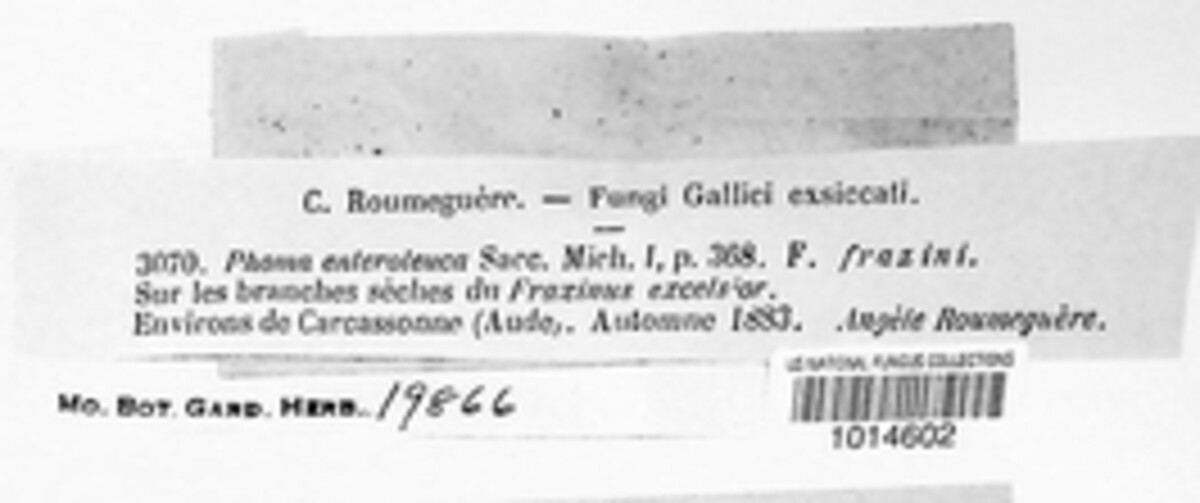 C. Roumeguère. — Fungi Gallici exsiccati.
3070. Phoma enteroleuca Sacc. Mich. I, p. 368. F. fraxini.
Sur les branches sèches du Fraxinus excelsior.
Environs de Carcassonne (Aude). Automne 1883. Angèle Roumeguère.
MO. BOT. GARD. HERB. 19866
US NATIONAL FUNGUS COLLECTIONS
1014602